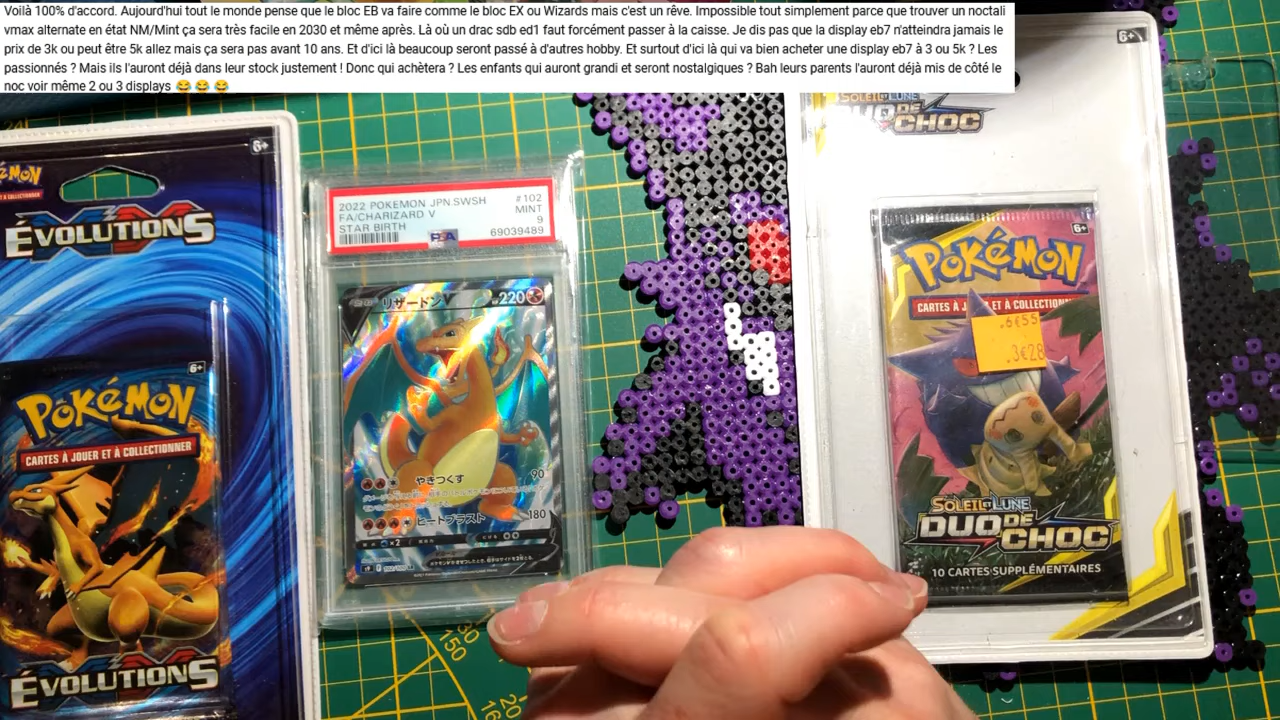 Voilà 100% d'accord. Aujourd'hui tout le monde pense que le bloc EB va faire comme le bloc EX ou Wizards mais c'est un rêve. Impossible tout simplement parce que trouver un noctali
vmax alternate en état NM/Mint ça sera très facile en 2030 et même après. Là où un drac sdb ed1 faut forcément passer à la caisse. Je dis pas que la display eb7 n'atteindra jamais le
prix de 3k ou peut être 5k allez mais ça sera pas avant 10 ans. Et d'ici là beaucoup seront passé à d'autres hobby. Et surtout d'ici là qui va bien acheter une display eb7 à 3 ou 5k ? Les
passionnés ? Mais ils l'auront déjà dans leur stock justement ! Donc qui achètera ? Les enfants qui auront grandi et seront nostalgiques ? Bah leurs parents l'auront déjà mis de côté le
noc voir même 2 ou 3 displays 😂 😂 😂
6+
POKÉMON
ÉVOLUTIONS
6+
POKÉMON
CARTES À JOUER ET À COLLECTIONNER
ÉVOLUTIONS
2022 POKEMON JPN.SWSH #102
FA/CHARIZARD V MINT
STAR BIRTH 9
PSA 69039489
リザードンV 220
やきつくす 90
ヒートブラスト 180
×2
6+
SOLEIL ET LUNE
DUO DE CHOC
6+
POKÉMON
CARTES À JOUER ET À COLLECTIONN
.6€55
.3€28
SOLEIL ET LUNE
DUO DE CHOC
10 CARTES SUPPLÉMENTAIRES
150
30